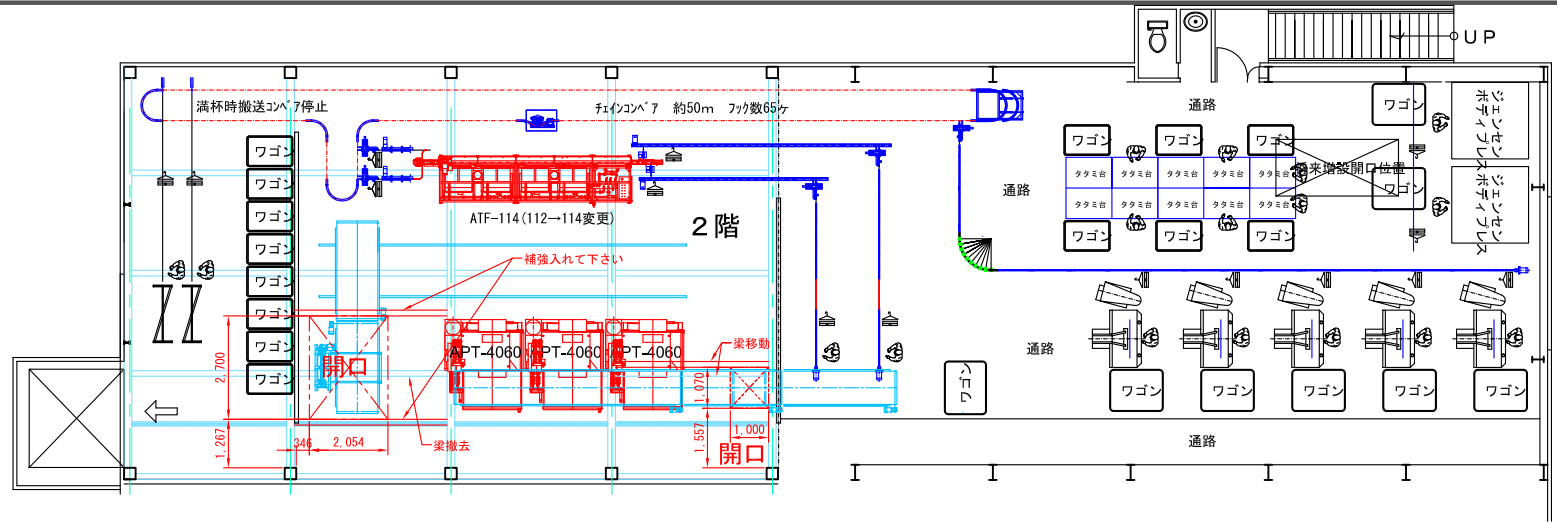 UP
満杯時搬送ｺﾝﾍﾞｱ停止
ﾁｪｲﾝｺﾝﾍﾞｱ 約50m ﾌｯｸ数65ヶ
通路
ワゴン
ジェンセン
ボディプレス
ジェンセン
ボディプレス
ワゴン
ワゴン
ワゴン
ワゴン
ワゴン
ワゴン
ワゴン
ワゴン
ワゴン
ワゴン
ワゴン
タタミ台
タタミ台
タタミ台
タタミ台
タタミ台
来増設開口位置
ワゴン
通路
タタミ台
タタミ台
タタミ台
タタミ台
タタミ台
ワゴン
ワゴン
ワゴン
ATF-114(112→114変更)
2階
補強入れて下さい
APT-4060
APT-4060
APT-4060
梁移動
通路
開口
2,700
1,070
ワゴン
ワゴン
ワゴン
ワゴン
ワゴン
ワゴン
1,267
346
2,054
梁撤去
1,557
1,000
開口
通路